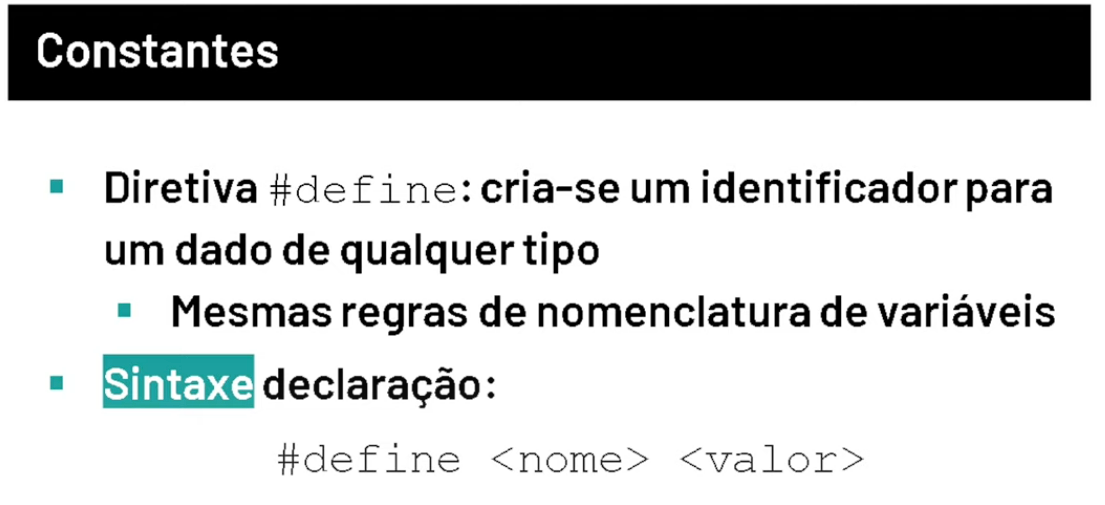 Constantes
Diretiva #define: cria-se um identificador para
um dado de qualquer tipo
Mesmas regras de nomenclatura de variáveis
Sintaxe declaração:
#define <nome> <valor>